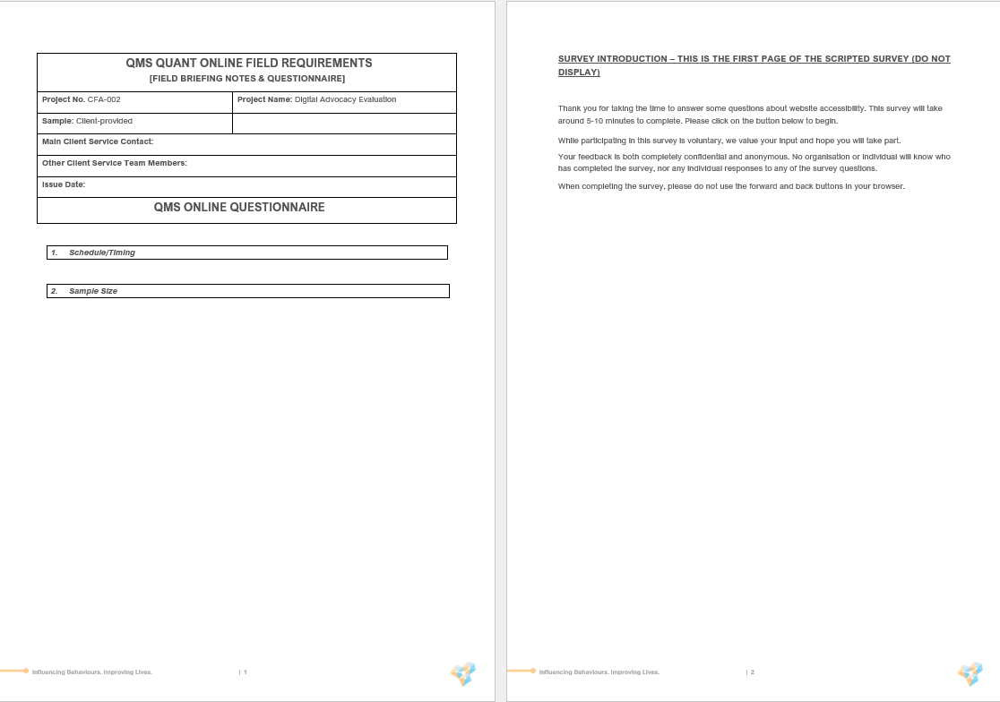 QMS QUANT ONLINE FIELD REQUIREMENTS
[FIELD BRIEFING NOTES & QUESTIONNAIRE]
Project No. CFA-002
Project Name: Digital Advocacy Evaluation
Sample: Client-provided
Main Client Service Contact:
Other Client Service Team Members:
Issue Date:
QMS ONLINE QUESTIONNAIRE
1. Schedule/Timing
2. Sample Size
Influencing Behaviours. Improving Lives.
| 1
SURVEY INTRODUCTION – THIS IS THE FIRST PAGE OF THE SCRIPTED SURVEY (DO NOT
DISPLAY)
Thank you for taking the time to answer some questions about website accessibility. This survey will take
around 5-10 minutes to complete. Please click on the button below to begin.
While participating in this survey is voluntary, we value your input and hope you will take part.
Your feedback is both completely confidential and anonymous. No organisation or individual will know who
has completed the survey, nor any individual responses to any of the survey questions.
When completing the survey, please do not use the forward and back buttons in your browser.
Influencing Behaviours. Improving Lives.
| 2